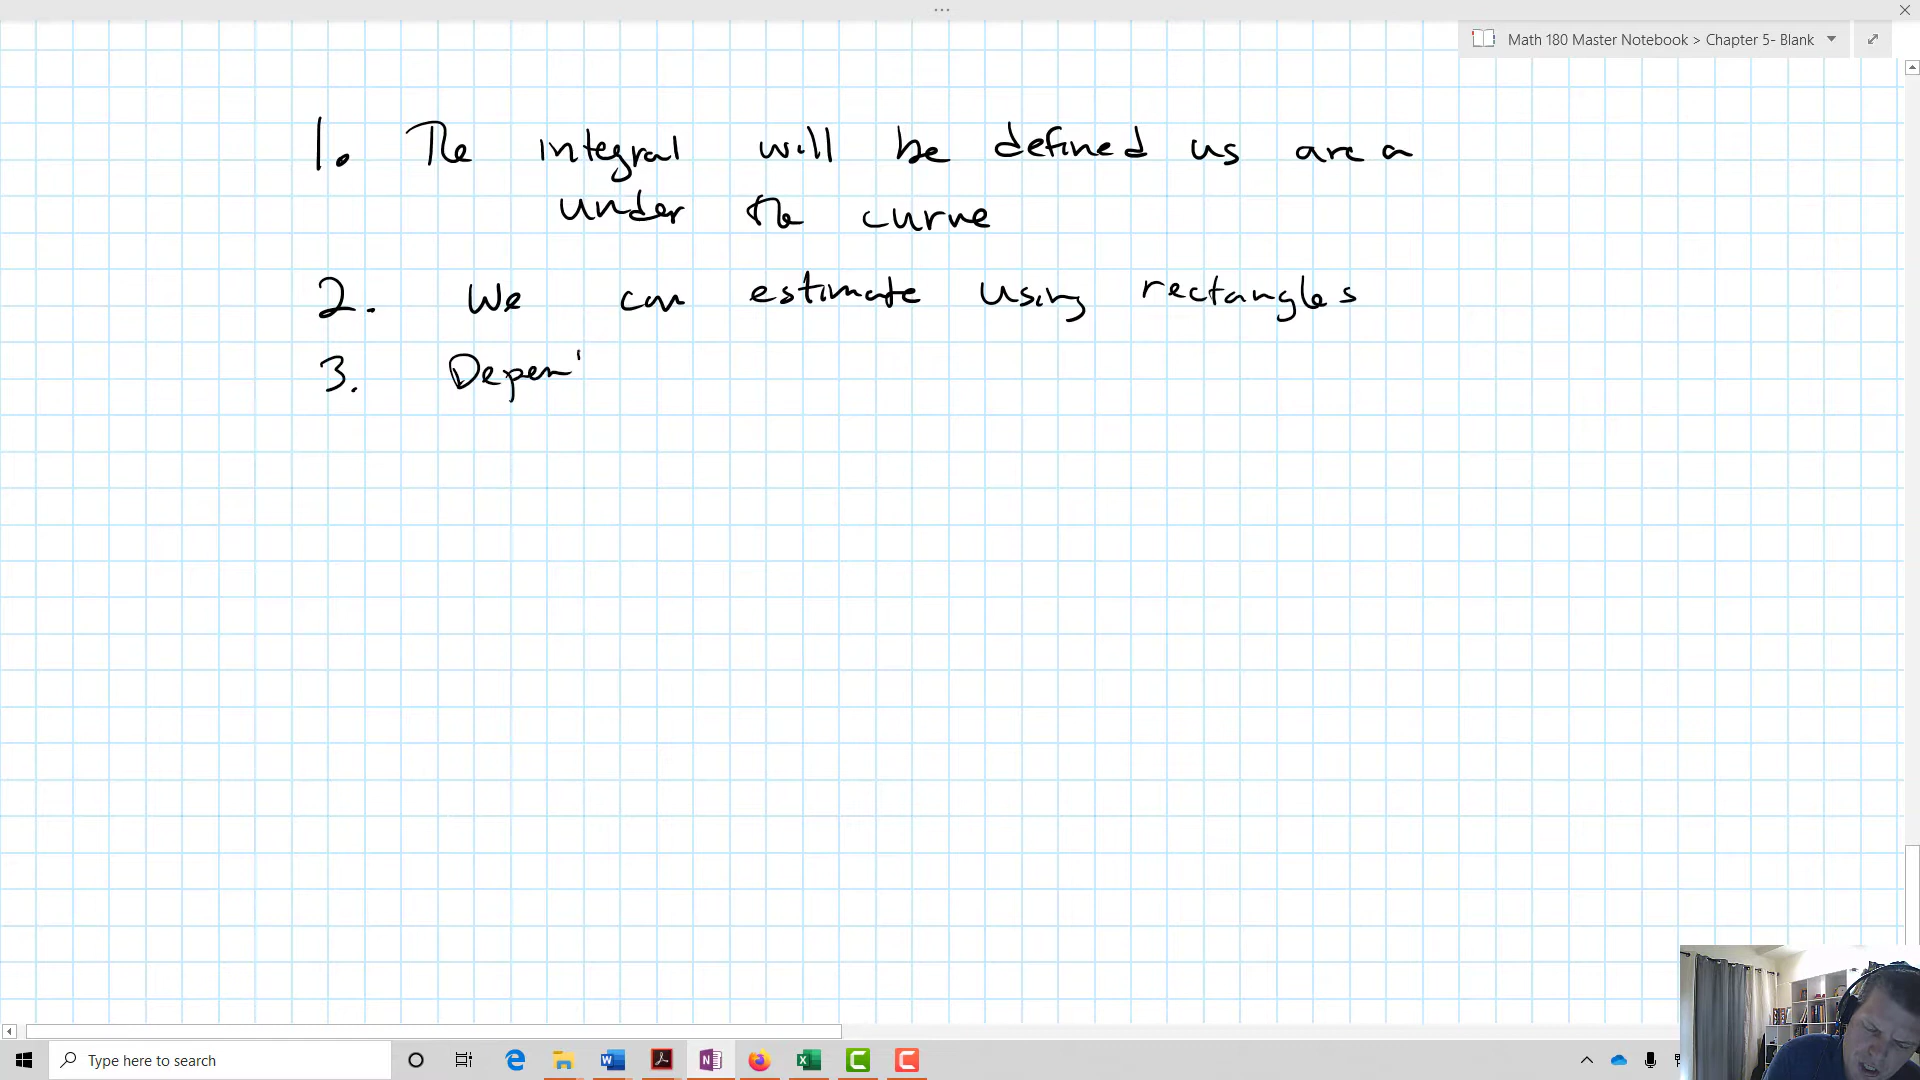 Math 180 Master Notebook > Chapter 5- Blank
1. The integral will be defined us area
under the curve
2. We can estimate using rectangles
3. Depen
Type here to search